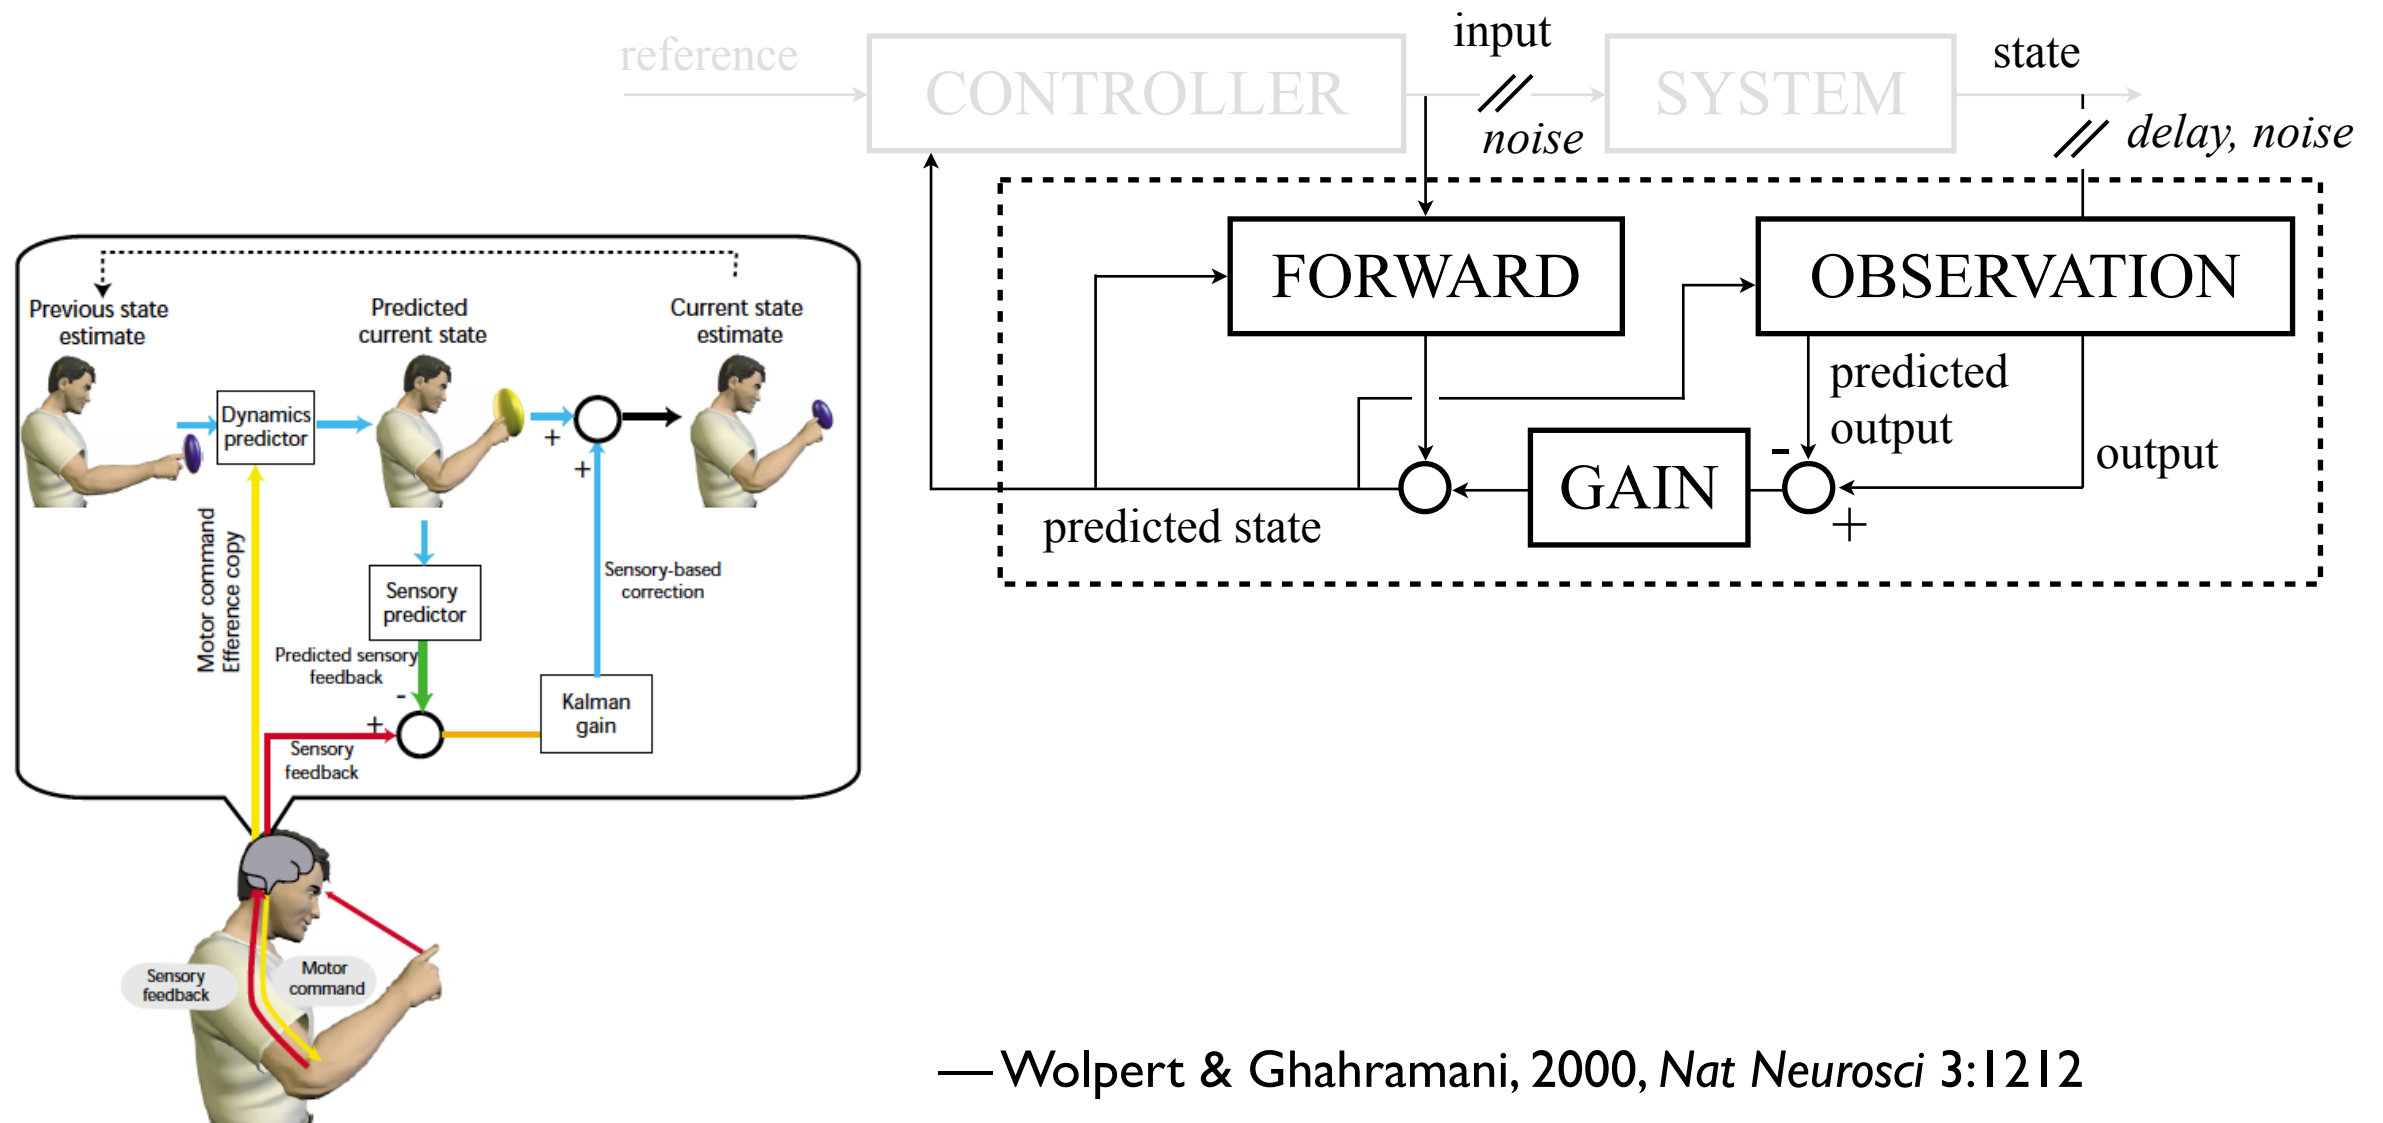 reference
CONTROLLER
input
noise
SYSTEM
state
delay, noise
FORWARD
OBSERVATION
predicted
output
output
GAIN
-
+
predicted state
Previous state
estimate
Predicted
current state
Current state
estimate
Dynamics
predictor
+
+
Motor command
Efference copy
Sensory
predictor
Sensory-based
correction
Predicted sensory
feedback
-
+
Sensory
feedback
Kalman
gain
Sensory
feedback
Motor
command
— Wolpert & Ghahramani, 2000, Nat Neurosci 3:1212